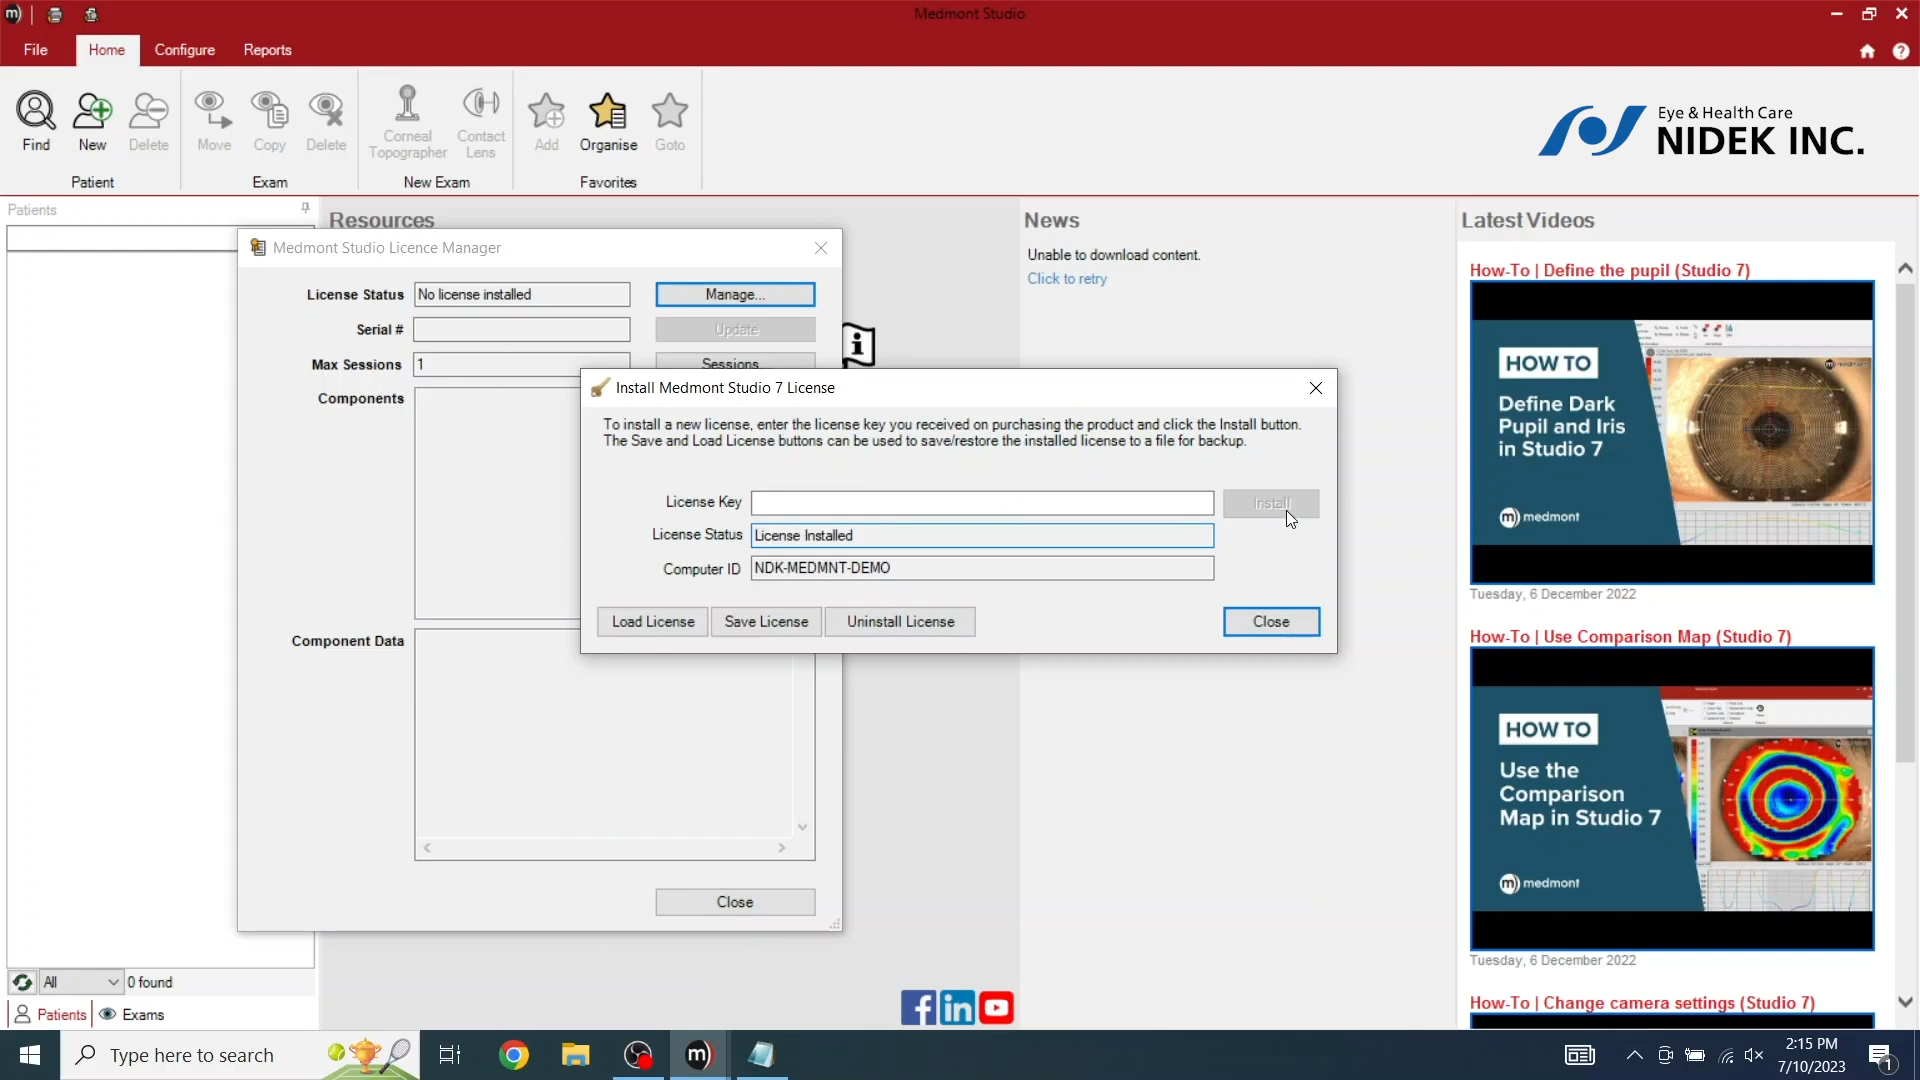 Medmont Studio
File
Home
Configure
Reports
Find
New
Delete
Patient
Move
Copy
Delete
Exam
Corneal
Topographer
Contact
Lens
New Exam
Add
Organise
Goto
Favorites
Eye & Health Care
NIDEK INC.
Patients
Resources
News
Unable to download content.
Click to retry
Latest Videos
Medmont Studio Licence Manager
License Status
No license installed
Manage...
Serial #
Update
Max Sessions
1
Sessions...
Components
Component Data
Close
Install Medmont Studio 7 License
To install a new license, enter the license key you received on purchasing the product and click the Install button.
The Save and Load License buttons can be used to save/restore the installed license to a file for backup.
License Key
Install
License Status
License Installed
Computer ID
NDK-MEDMNT-DEMO
Load License
Save License
Uninstall License
Close
How-To | Define the pupil (Studio 7)
HOW TO
Define Dark
Pupil and Iris
in Studio 7
m) medmont
Tuesday, 6 December 2022
How-To | Use Comparison Map (Studio 7)
HOW TO
Use the
Comparison
Map in Studio 7
m) medmont
Tuesday, 6 December 2022
How-To | Change camera settings (Studio 7)
All
0 found
Patients
Exams
Type here to search
2:15 PM
7/10/2023
1